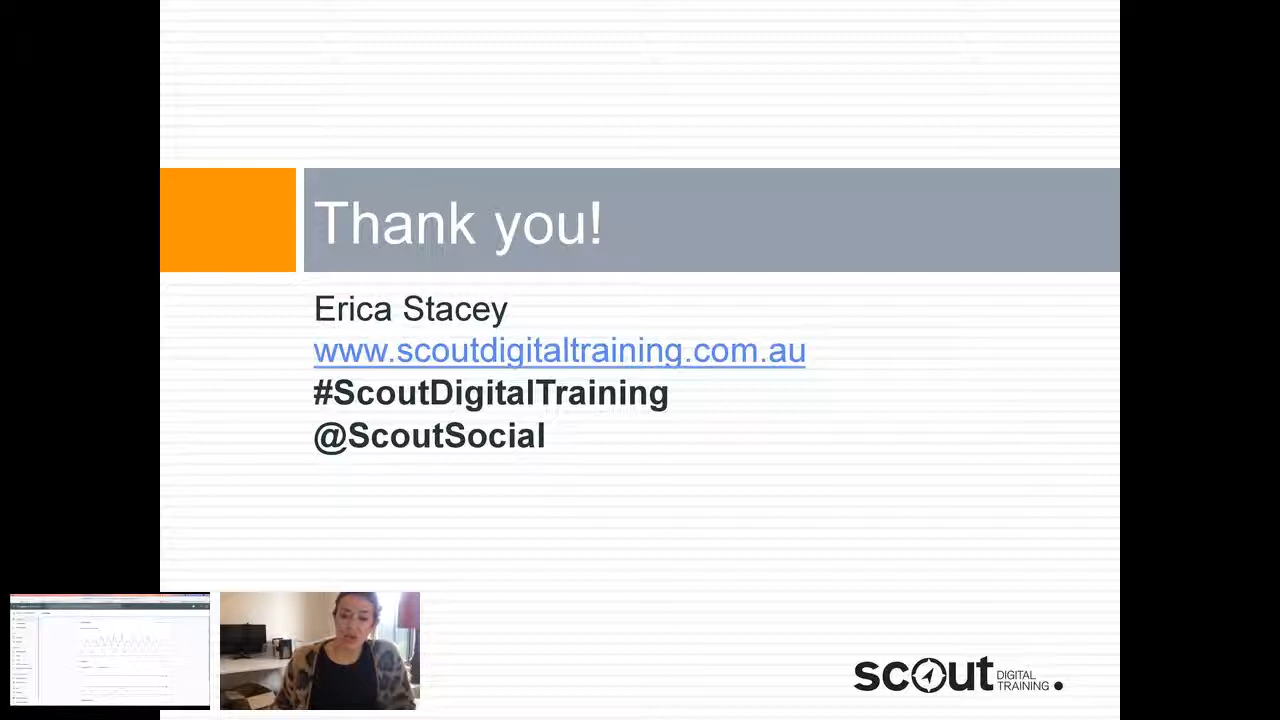 Thank you!
Erica Stacey
www.scoutdigitaltraining.com.au
#ScoutDigitalTraining
@ScoutSocial
scout DIGITAL TRAINING